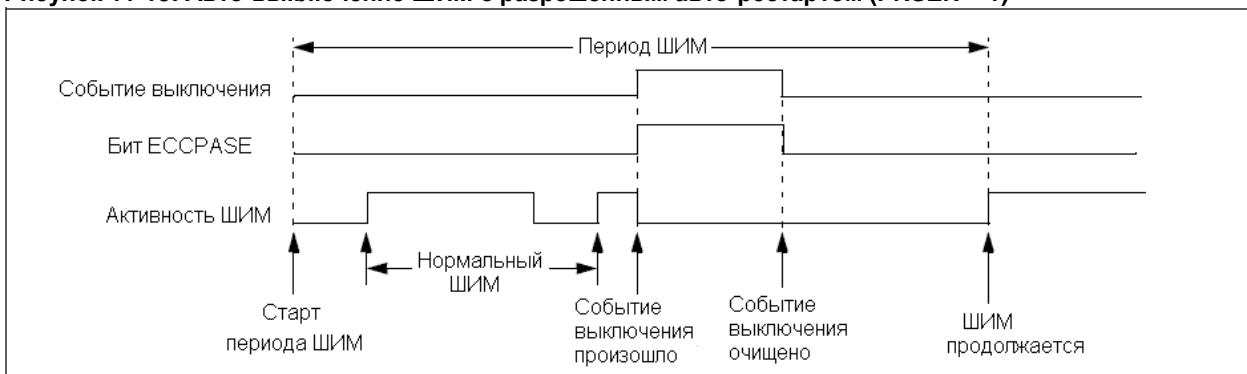 Период ШИМ
Событие выключения
Бит ECCPASE
Активность ШИМ
Нормальный
ШИМ
Старт
периода ШИМ
Событие
выключения
произошло
Событие
выключения
очищено
ШИМ
продолжается